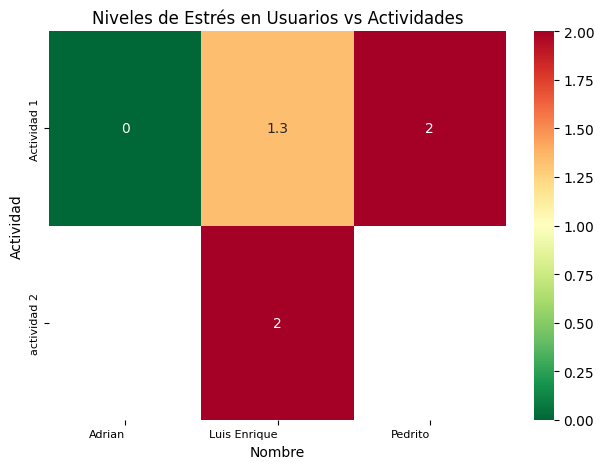 Niveles de Estrés en Usuarios vs Actividades
Actividad
Actividad 1
actividad 2
0
1.3
2
2
Adrian
Luis Enrique
Pedrito
Nombre
2.00
1.75
1.50
1.25
1.00
0.75
0.50
0.25
0.00